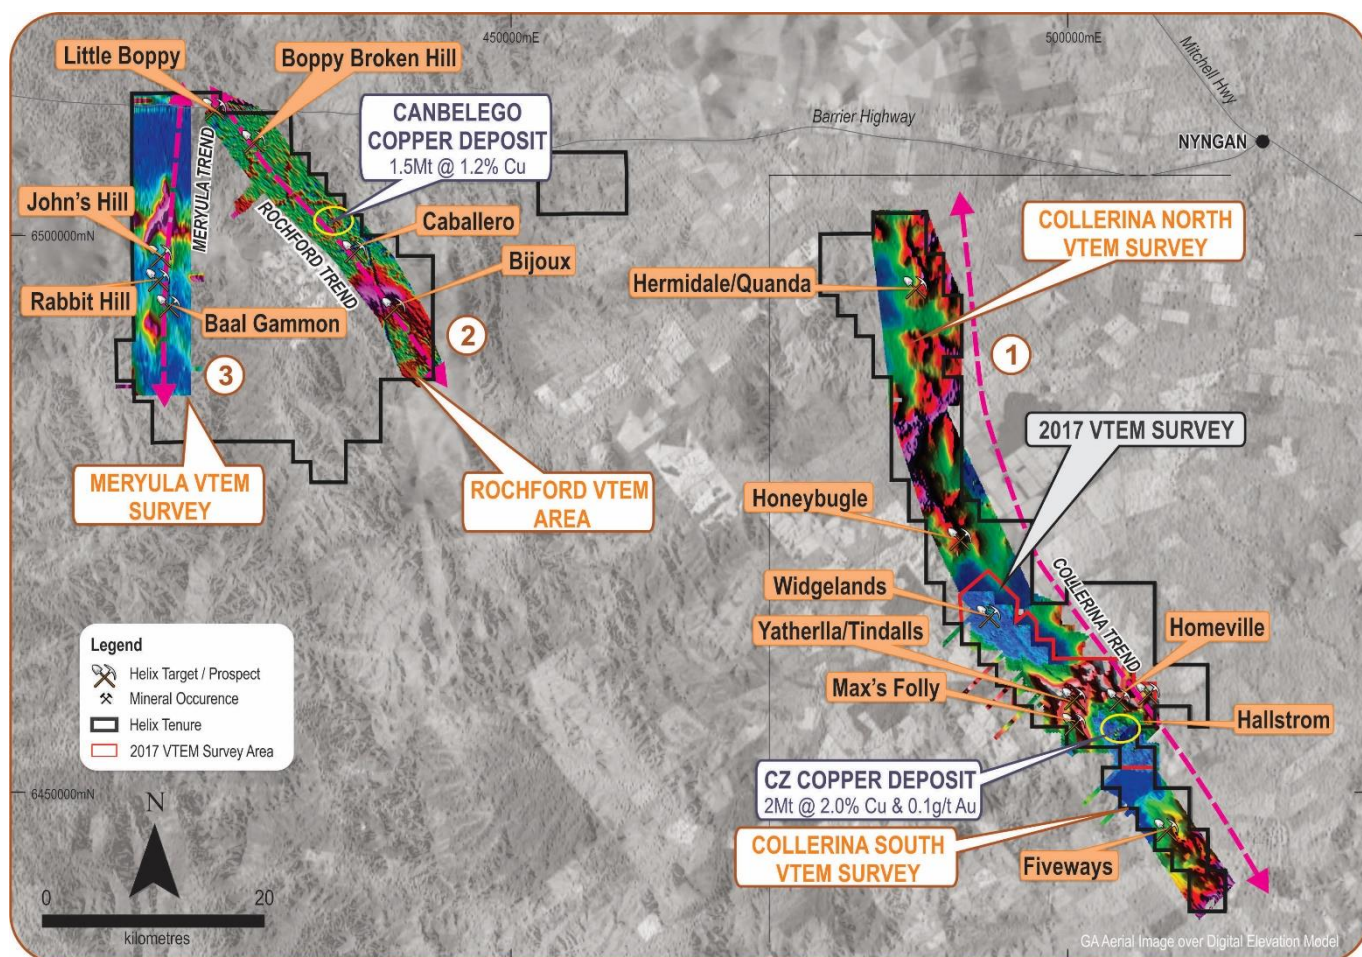 450000mE
500000mE
Little Boppy
Boppy Broken Hill
Mitchell Hwy
CANBELEGO
COPPER DEPOSIT
1.5Mt @ 1.2% Cu
Barrier Highway
NYNGAN
MERYULA TREND
John's Hill
ROCHFORD TREND
Caballero
COLLERINA NORTH
VTEM SURVEY
6500000mN
Bijoux
Hermidale/Quanda
Rabbit Hill
Baal Gammon
2
1
3
2017 VTEM SURVEY
MERYULA VTEM
SURVEY
ROCHFORD VTEM
AREA
Honeybugle
COLLERINA TREND
Widgelands
Yatherlla/Tindalls
Homeville
Max's Folly
Hallstrom
Legend
Helix Target / Prospect
Mineral Occurence
Helix Tenure
2017 VTEM Survey Area
CZ COPPER DEPOSIT
2Mt @ 2.0% Cu & 0.1g/t Au
6450000mN
N
COLLERINA SOUTH
VTEM SURVEY
Fiveways
0
20
kilometres
GA Aerial Image over Digital Elevation Model